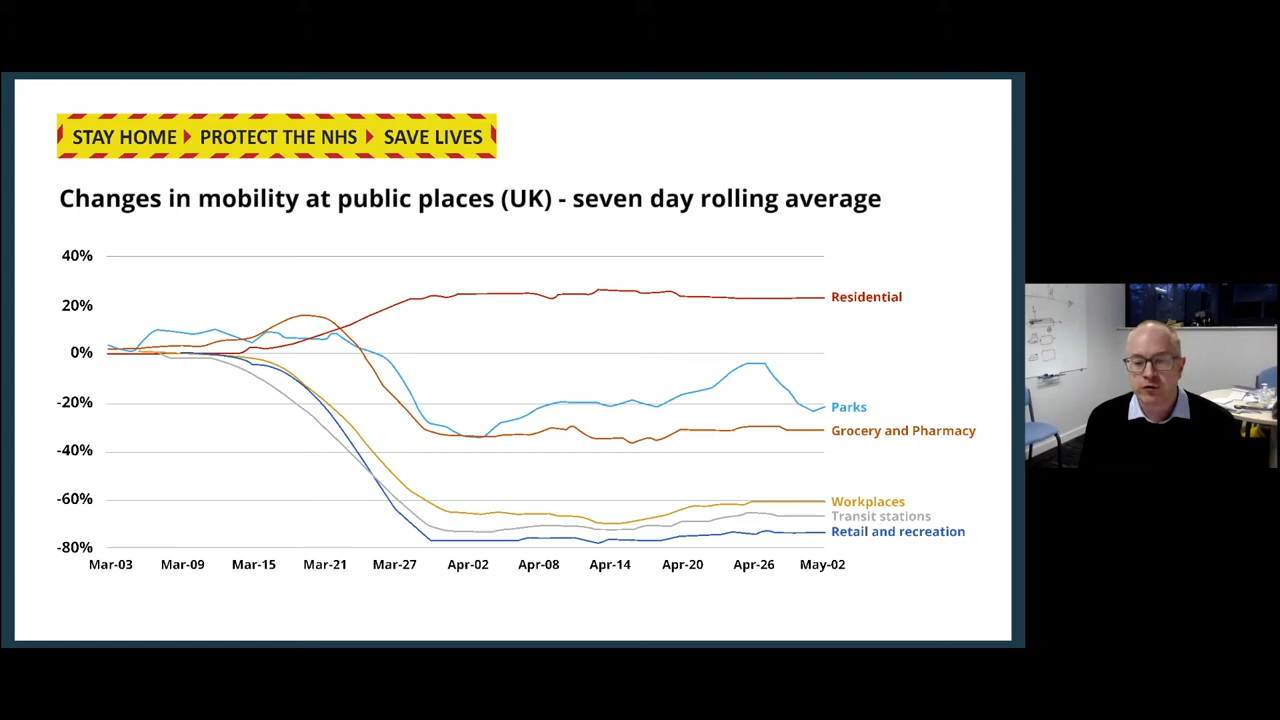 STAY HOME PROTECT THE NHS SAVE LIVES
Changes in mobility at public places (UK) - seven day rolling average
40%
20%
0%
-20%
-40%
-60%
-80%
Residential
Parks
Grocery and Pharmacy
Workplaces
Transit stations
Retail and recreation
Mar-03 Mar-09 Mar-15 Mar-21 Mar-27 Apr-02 Apr-08 Apr-14 Apr-20 Apr-26 May-02